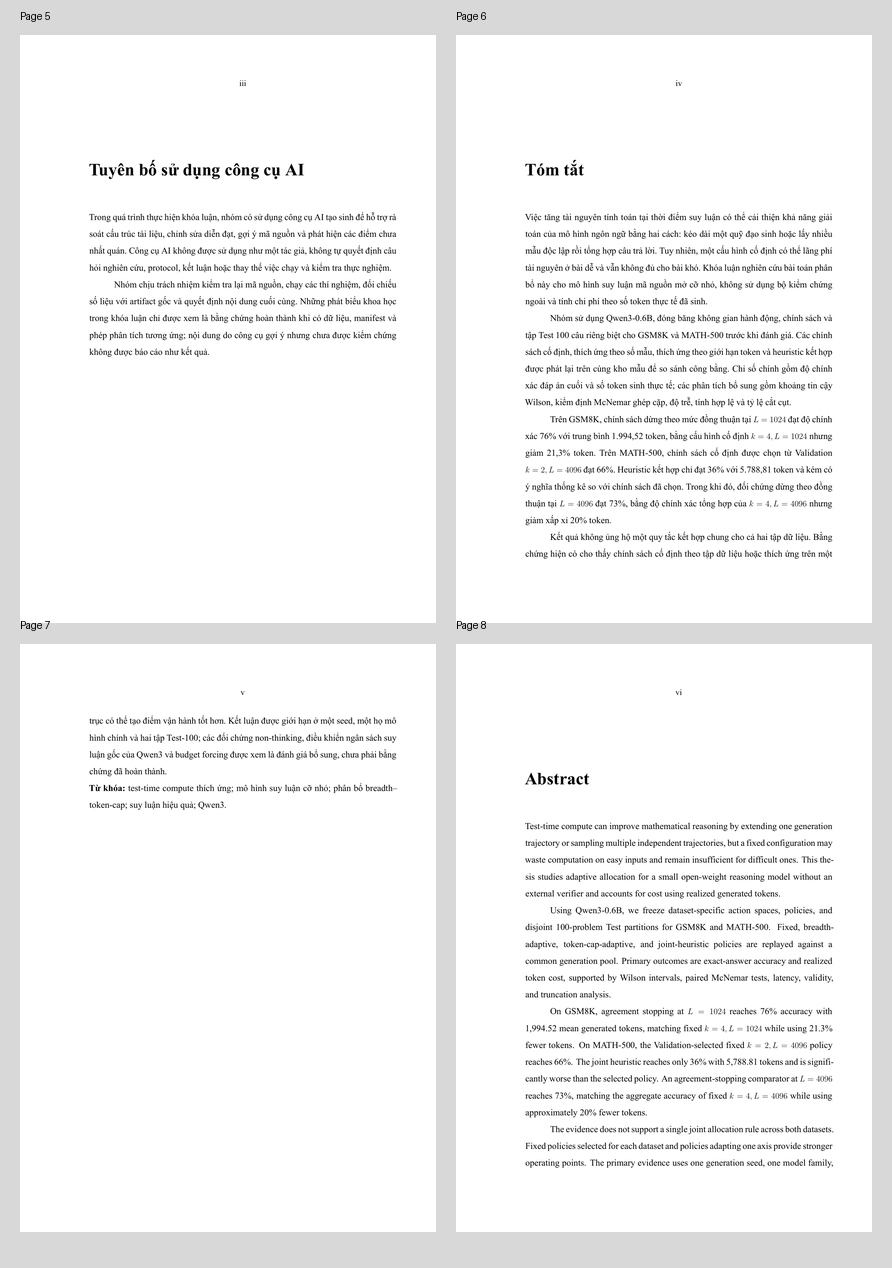 Page 5
iii
Tuyên bố sử dụng công cụ AI
Trong quá trình thực hiện khóa luận, nhóm có sử dụng công cụ AI tạo sinh để hỗ trợ rà
soát cấu trúc tài liệu, chỉnh sửa diễn đạt, gợi ý mã nguồn và phát hiện các điểm chưa
nhất quán. Công cụ AI không được sử dụng như một tác giả, không tự quyết định câu
hỏi nghiên cứu, protocol, kết luận hoặc thay thế việc chạy và kiểm tra thực nghiệm.
Nhóm chịu trách nhiệm kiểm tra lại mã nguồn, chạy các thí nghiệm, đối chiếu
số liệu với artifact gốc và quyết định nội dung cuối cùng. Những phát biểu khoa học
trong khóa luận chỉ được xem là bằng chứng hoàn thành khi có dữ liệu, manifest và
phép phân tích tương ứng; nội dung do công cụ gợi ý nhưng chưa được kiểm chứng
không được báo cáo như kết quả.
Page 6
iv
Tóm tắt
Việc tăng tài nguyên tính toán tại thời điểm suy luận có thể cải thiện khả năng giải
toán của mô hình ngôn ngữ bằng hai cách: kéo dài một quỹ đạo sinh hoặc lấy nhiều
mẫu độc lập rồi tổng hợp câu trả lời. Tuy nhiên, một cấu hình cố định có thể lãng phí
tài nguyên ở bài dễ và vẫn không đủ cho bài khó. Khóa luận nghiên cứu bài toán phân
bổ này cho mô hình suy luận mã nguồn mở cỡ nhỏ, không sử dụng bộ kiểm chứng
ngoài và tính chi phí theo số token thực tế đã sinh.
Nhóm sử dụng Qwen3-0.6B, đóng băng không gian hành động, chính sách và
tập Test 100 câu riêng biệt cho GSM8K và MATH-500 trước khi đánh giá. Các chính
sách cố định, thích ứng theo số mẫu, thích ứng theo giới hạn token và heuristic kết hợp
được phát lại trên cùng kho mẫu để so sánh công bằng. Chỉ số chính gồm độ chính
xác đáp án cuối và số token sinh thực tế; các phân tích bổ sung gồm khoảng tin cậy
Wilson, kiểm định McNemar ghép cặp, độ trễ, tính hợp lệ và tỷ lệ cắt cụt.
Trên GSM8K, chính sách dừng theo mức đồng thuận tại L = 1024 đạt độ chính
xác 76% với trung bình 1.994,52 token, bằng cấu hình cố định k = 4, L = 1024 nhưng
giảm 21,3% token. Trên MATH-500, chính sách cố định được chọn từ Validation
k = 2, L = 4096 đạt 66%. Heuristic kết hợp chỉ đạt 36% với 5.788,81 token và kém có
ý nghĩa thống kê so với chính sách đã chọn. Trong khi đó, đối chứng dừng theo đồng
thuận tại L = 4096 đạt 73%, bằng độ chính xác tổng hợp của k = 4, L = 4096 nhưng
giảm xấp xỉ 20% token.
Kết quả không ủng hộ một quy tắc kết hợp chung cho cả hai tập dữ liệu. Bằng
chứng hiện có cho thấy chính sách cố định theo tập dữ liệu hoặc thích ứng trên một
Page 7
v
trục có thể tạo điểm vận hành tốt hơn. Kết luận được giới hạn ở một seed, một họ mô
hình chính và hai tập Test-100; các đối chứng non-thinking, điều khiển ngân sách suy
luận gốc của Qwen3 và budget forcing được xem là đánh giá bổ sung, chưa phải bằng
chứng đã hoàn thành.
Từ khóa: test-time compute thích ứng; mô hình suy luận cỡ nhỏ; phân bổ breadth–
token-cap; suy luận hiệu quả; Qwen3.
Page 8
vi
Abstract
Test-time compute can improve mathematical reasoning by extending one generation
trajectory or sampling multiple independent trajectories, but a fixed configuration may
waste computation on easy inputs and remain insufficient for difficult ones. This the-
sis studies adaptive allocation for a small open-weight reasoning model without an
external verifier and accounts for cost using realized generated tokens.
Using Qwen3-0.6B, we freeze dataset-specific action spaces, policies, and
disjoint 100-problem Test partitions for GSM8K and MATH-500. Fixed, breadth-
adaptive, token-cap-adaptive, and joint-heuristic policies are replayed against a
common generation pool. Primary outcomes are exact-answer accuracy and realized
token cost, supported by Wilson intervals, paired McNemar tests, latency, validity,
and truncation analysis.
On GSM8K, agreement stopping at L = 1024 reaches 76% accuracy with
1,994.52 mean generated tokens, matching fixed k = 4, L = 1024 while using 21.3%
fewer tokens. On MATH-500, the Validation-selected fixed k = 2, L = 4096 policy
reaches 66%. The joint heuristic reaches only 36% with 5,788.81 tokens and is signifi-
cantly worse than the selected policy. An agreement-stopping comparator at L = 4096
reaches 73%, matching the aggregate accuracy of fixed k = 4, L = 4096 while using
approximately 20% fewer tokens.
The evidence does not support a single joint allocation rule across both datasets.
Fixed policies selected for each dataset and policies adapting one axis provide stronger
operating points. The primary evidence uses one generation seed, one model family,